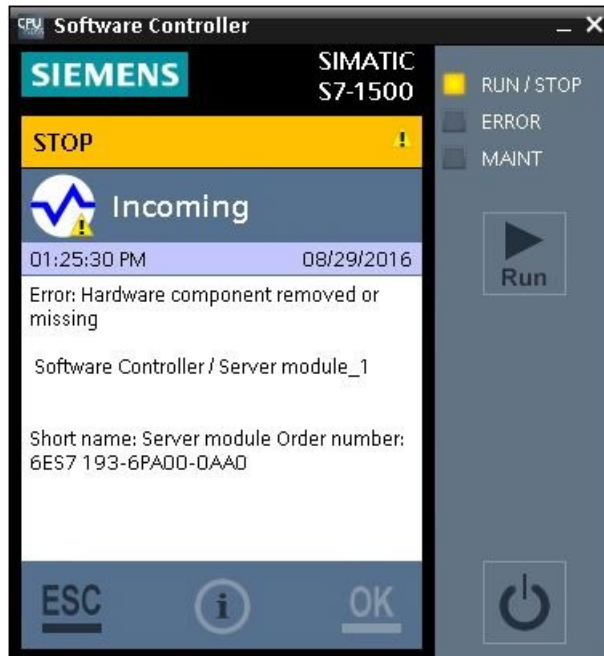 CPU Software Controller
SIEMENS
SIMATIC
S7-1500
STOP
Incoming
01:25:30 PM 08/29/2016
Error: Hardware component removed or
missing
Software Controller / Server module_1
Short name: Server module Order number:
6ES7 193-6PA00-0AA0
ESC i OK
RUN / STOP
ERROR
MAINT
Run